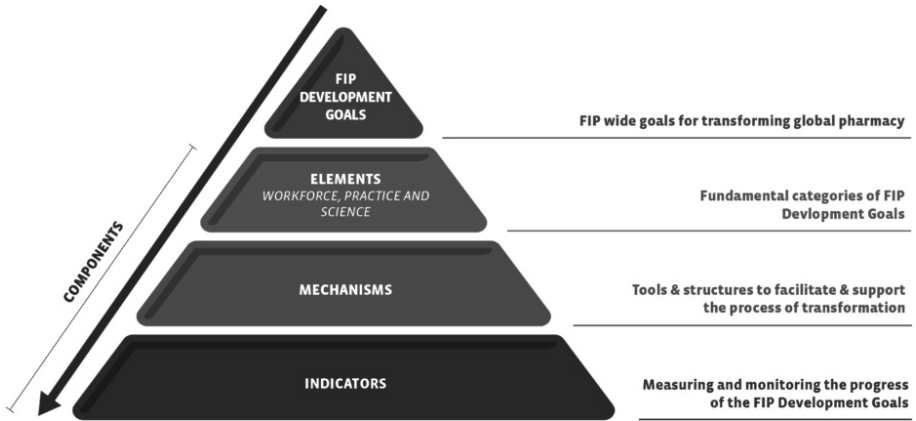 FIP
DEVELOPMENT
GOALS
FIP wide goals for transforming global pharmacy
ELEMENTS
WORKFORCE, PRACTICE AND
SCIENCE
Fundamental categories of FIP
Devlopment Goals
COMPONENTS
MECHANISMS
Tools & structures to facilitate & support
the process of transformation
INDICATORS
Measuring and monitoring the progress
of the FIP Development Goals